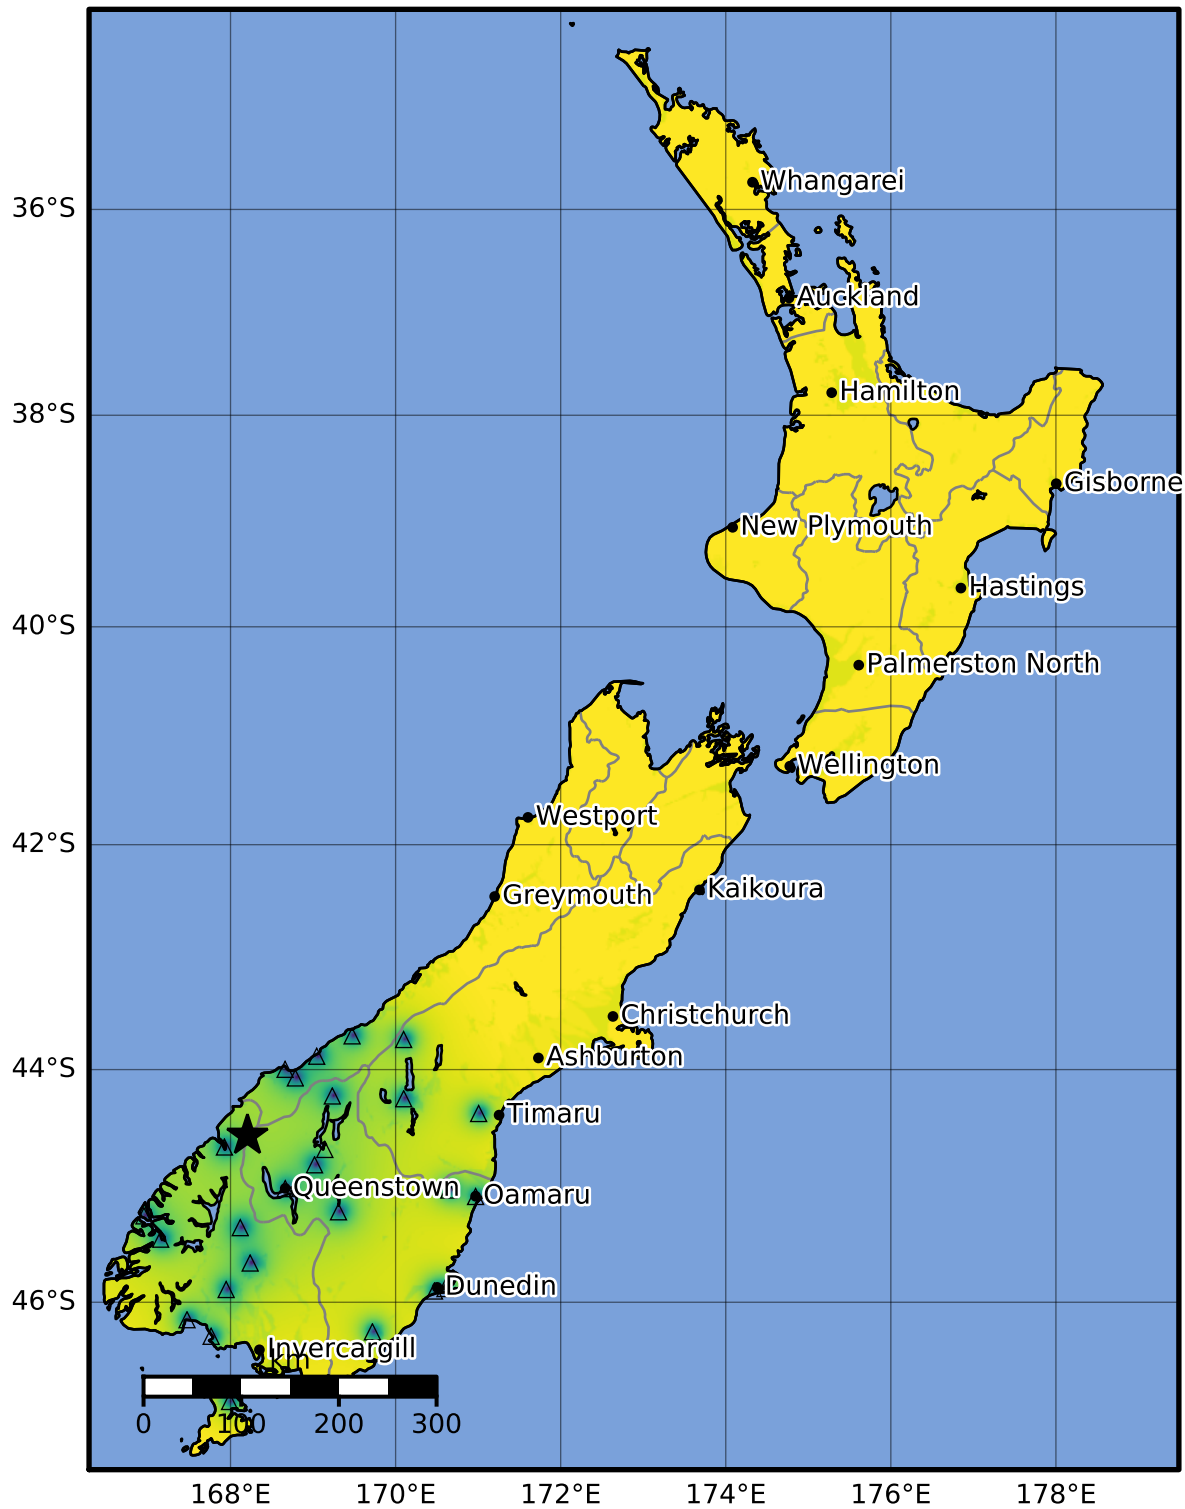 36°S
38°S
40°S
42°S
44°S
46°S
Whangarei
Auckland
Hamilton
Gisborne
New Plymouth
Hastings
Palmerston North
Wellington
Westport
Kaikoura
Greymouth
Christchurch
Ashburton
Timaru
Queenstown
Oamaru
Dunedin
Invercargill
km
0 100 200 300
168°E 170°E 172°E 174°E 176°E 178°E